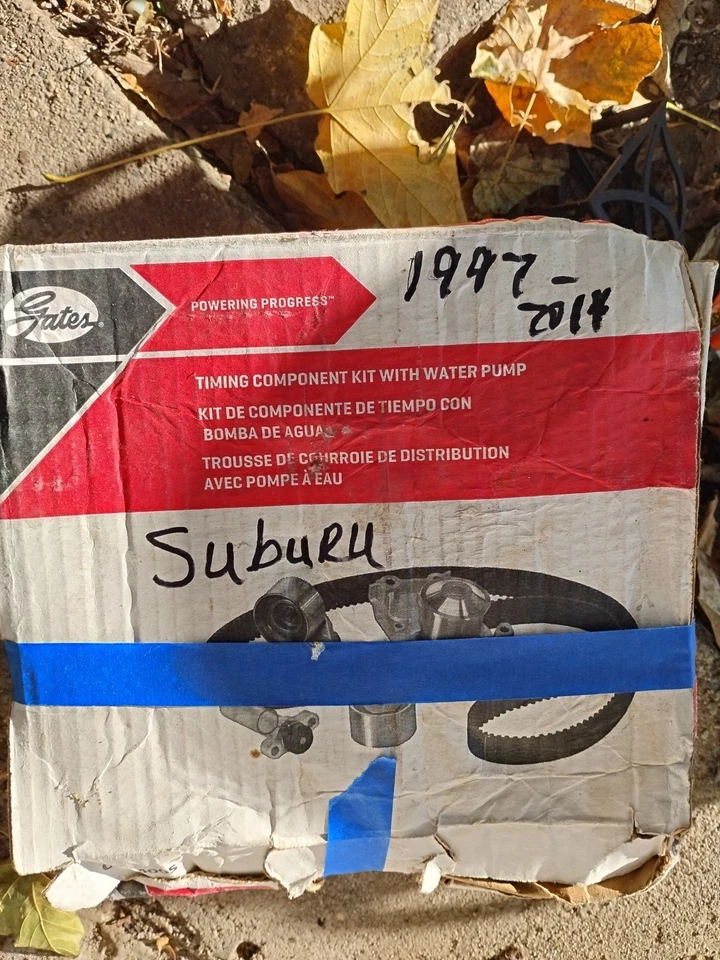 Gates
POWERING PROGRESS™
1997-
2014
TIMING COMPONENT KIT WITH WATER PUMP
KIT DE COMPONENTE DE TIEMPO CON
BOMBA DE AGUA
TROUSSE DE COURROIE DE DISTRIBUTION
AVEC POMPE À EAU
Suburu